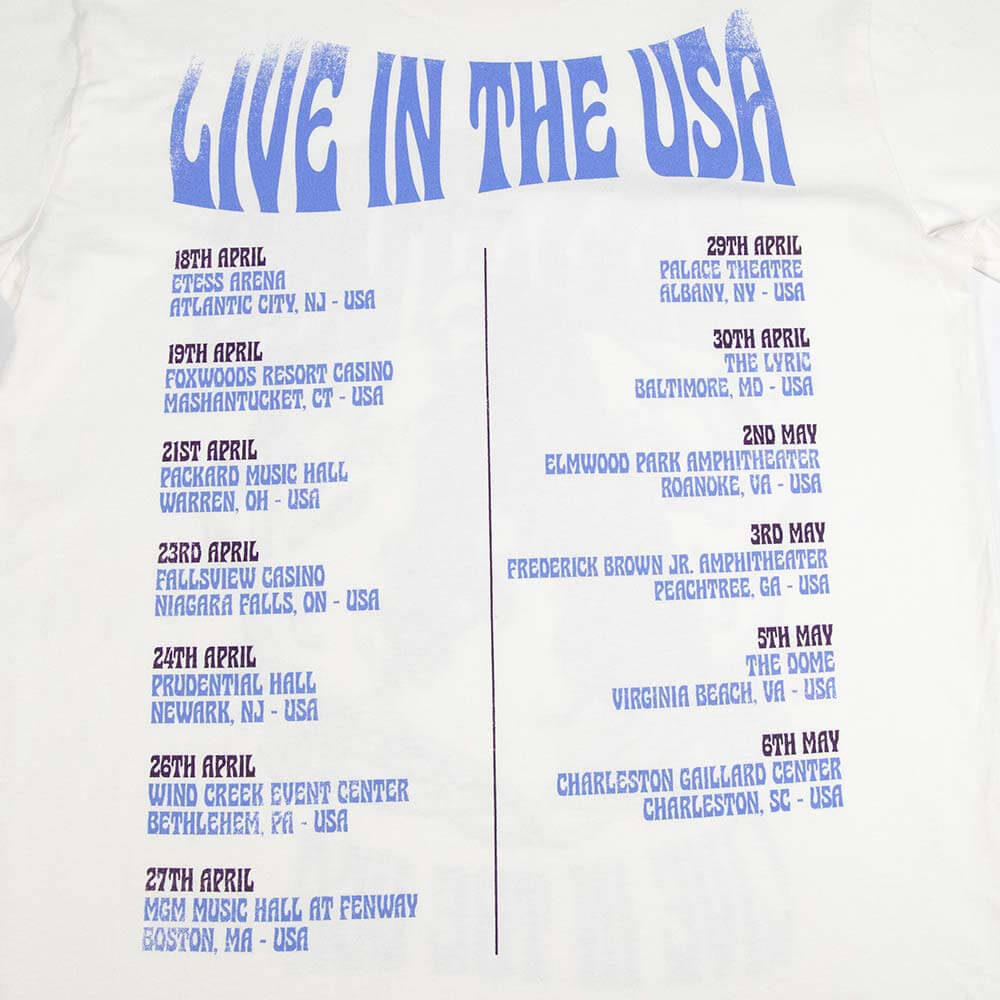 LIVE IN THE USA
18TH APRIL
ETESS ARENA
ATLANTIC CITY, NJ - USA
19TH APRIL
FOXWOODS RESORT CASINO
MASHANTUCKET, CT - USA
21ST APRIL
PACKARD MUSIC HALL
WARREN, OH - USA
23RD APRIL
FALLSVIEW CASINO
NIAGARA FALLS, ON - USA
24TH APRIL
PRUDENTIAL HALL
NEWARK, NJ - USA
26TH APRIL
WIND CREEK EVENT CENTER
BETHLEHEM, PA - USA
27TH APRIL
MGM MUSIC HALL AT FENWAY
BOSTON, MA - USA
29TH APRIL
PALACE THEATRE
ALBANY, NY - USA
30TH APRIL
THE LYRIC
BALTIMORE, MD - USA
2ND MAY
ELMWOOD PARK AMPHITHEATER
ROANOKE, VA - USA
3RD MAY
FREDERICK BROWN JR. AMPHITHEATER
PEACHTREE, GA - USA
5TH MAY
THE DOME
VIRGINIA BEACH, VA - USA
6TH MAY
CHARLESTON GAILLARD CENTER
CHARLESTON, SC - USA